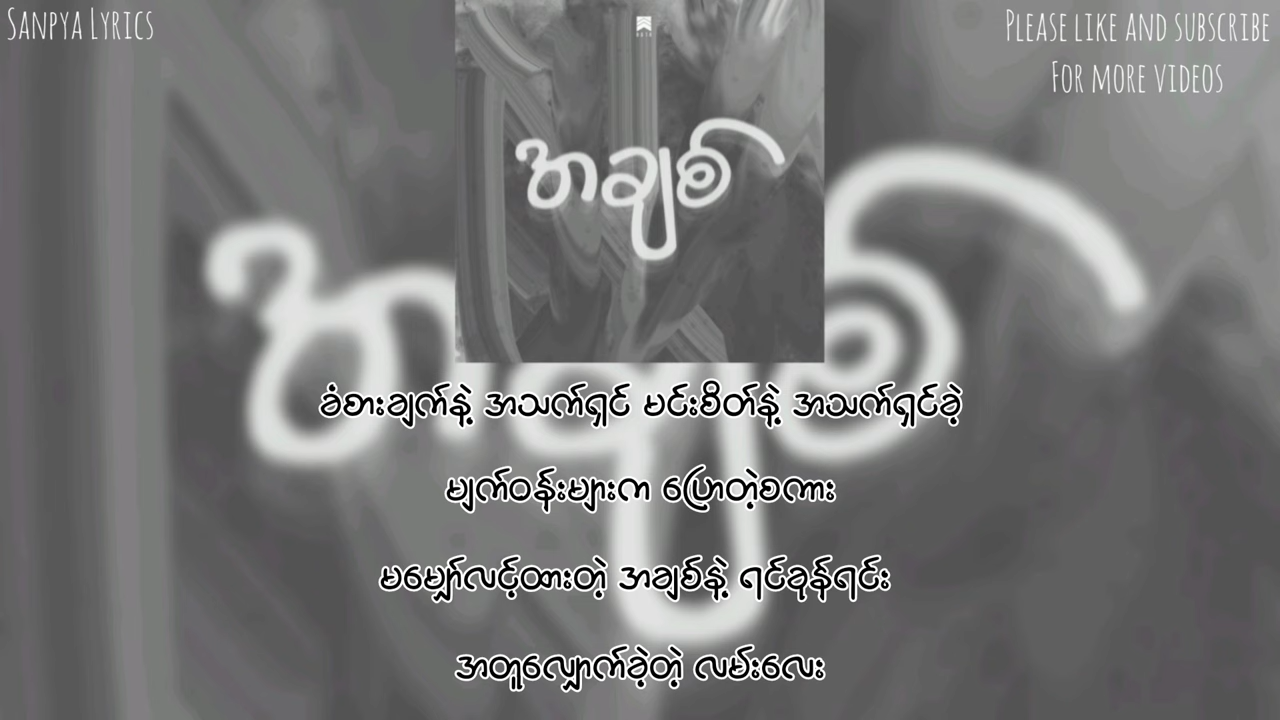 Sanpya Lyrics
Please like and subscribe
For more videos
အချစ်
ခံစားချက်နဲ့ အသက်ရှင် မင်းစိတ်နဲ့ အသက်ရှင်ခဲ့
မျက်ဝန်းများက ပြောတဲ့စကား
မမျှော်လင့်ထားတဲ့ အချစ်နဲ့ ရင်ခုန်ရင်း
အတူလျှောက်ခဲ့တဲ့ လမ်းလေး